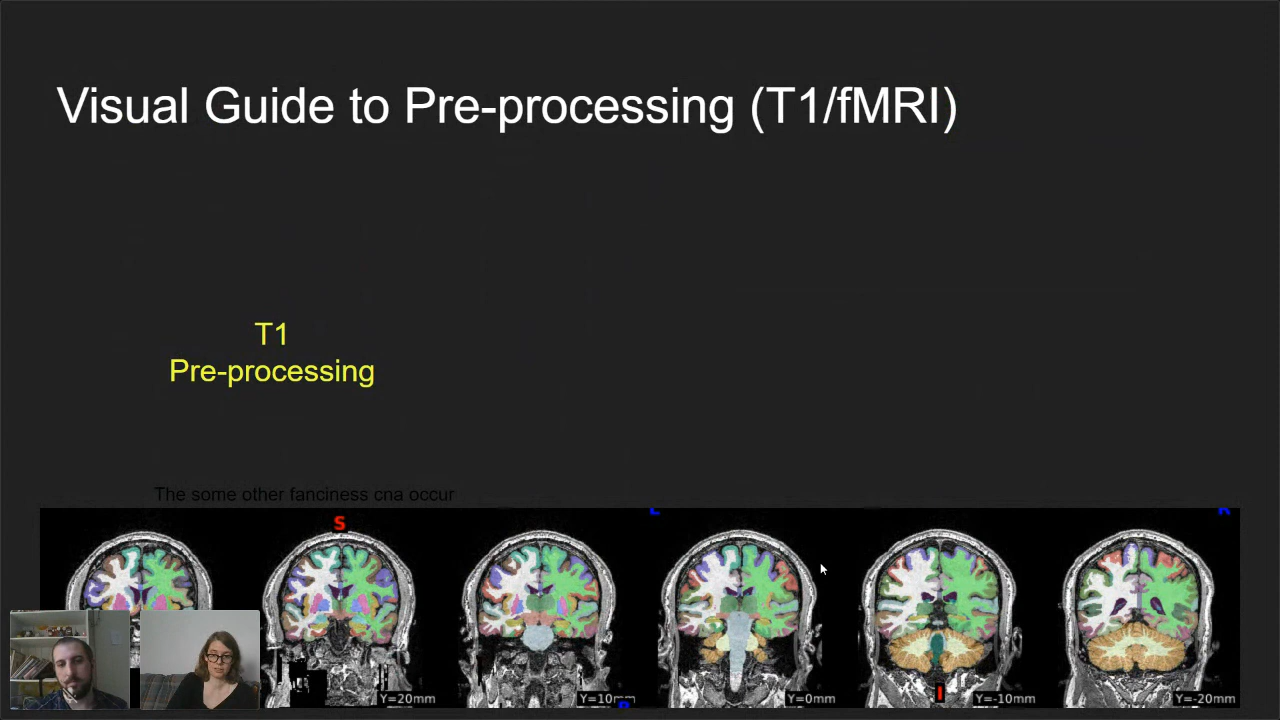 Visual Guide to Pre-processing (T1/fMRI)
T1
Pre-processing
The some other fanciness cna occur
L
R
S
Y=20mm
Y=10mm
Y=0mm
I
Y=-10mm
Y=-20mm